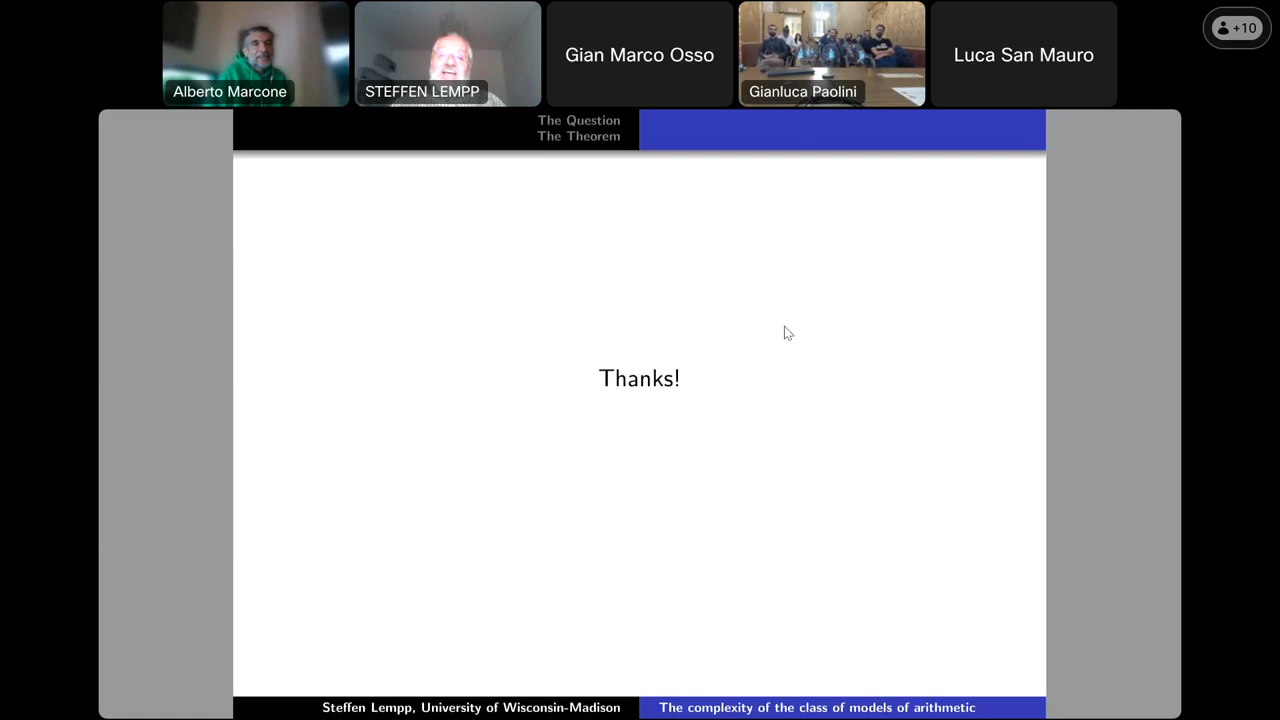 Alberto Marcone
STEFFEN LEMPP
Gian Marco Osso
Gianluca Paolini
Luca San Mauro
+10
The Question
The Theorem
Thanks!
Steffen Lempp, University of Wisconsin-Madison
The complexity of the class of models of arithmetic